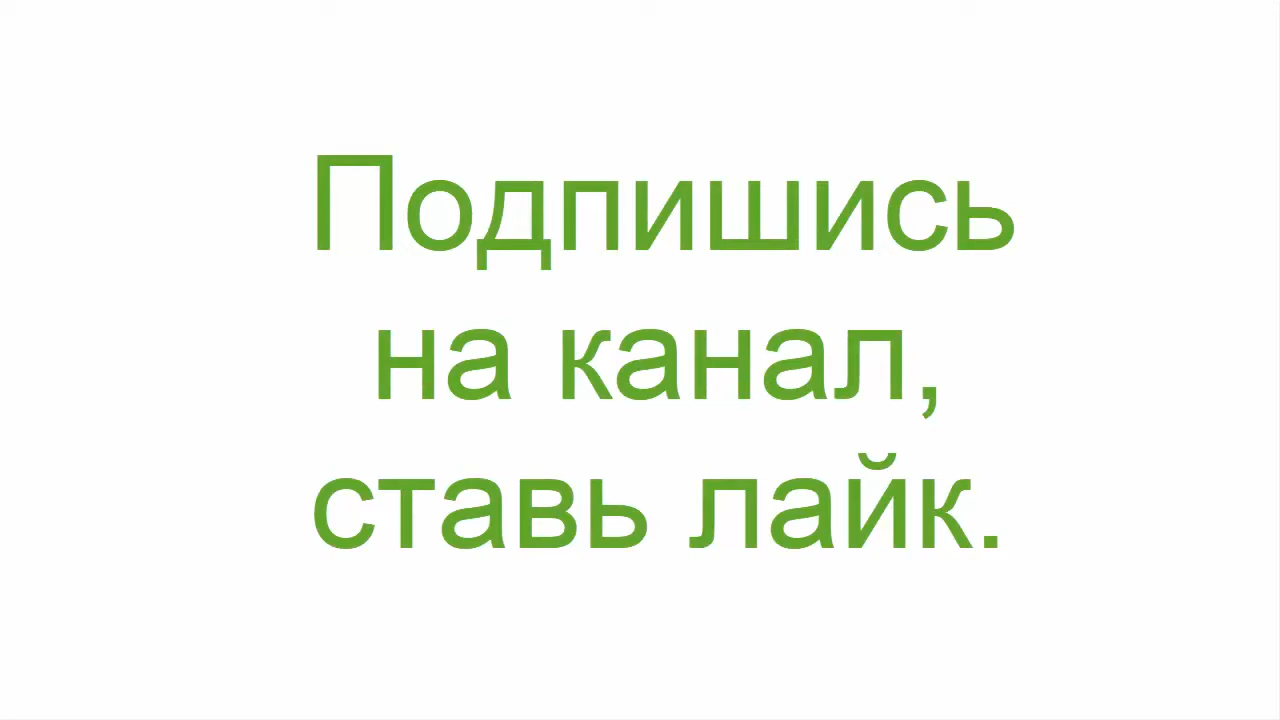 Подпишись
на канал,
ставь лайк.